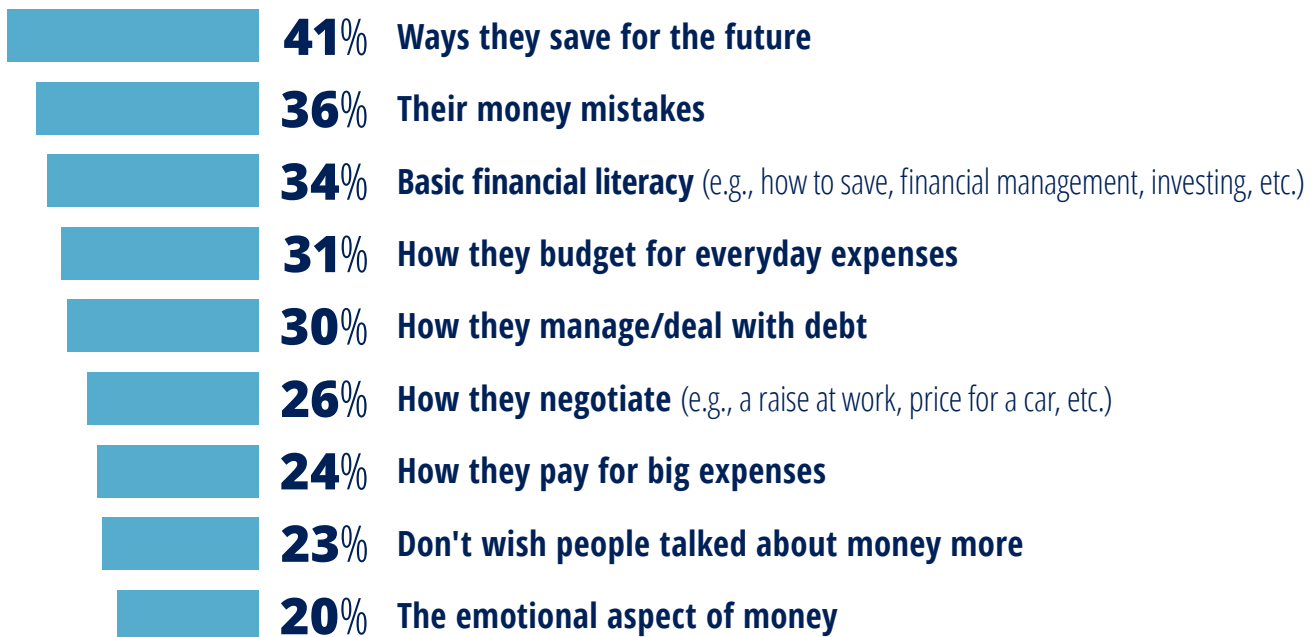 41% Ways they save for the future
36% Their money mistakes
34% Basic financial literacy (e.g., how to save, financial management, investing, etc.)
31% How they budget for everyday expenses
30% How they manage/deal with debt
26% How they negotiate (e.g., a raise at work, price for a car, etc.)
24% How they pay for big expenses
23% Don't wish people talked about money more
20% The emotional aspect of money